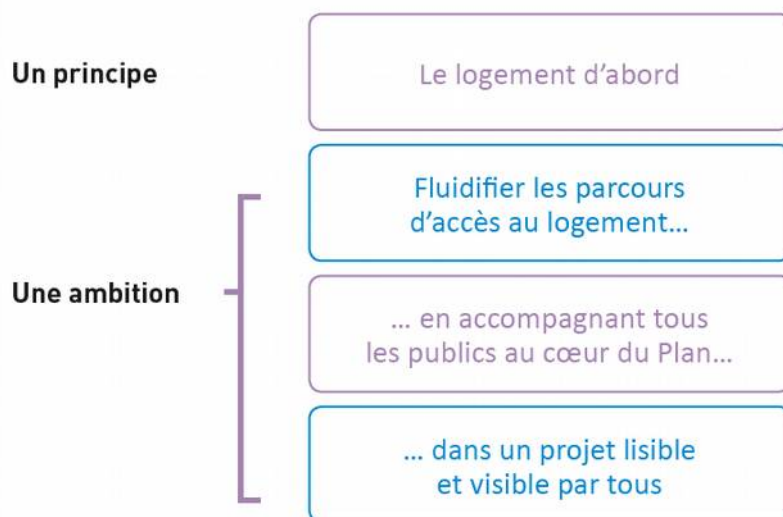 Un principe
Le logement d’abord
Fluidifier les parcours
d’accès au logement…
Une ambition
… en accompagnant tous
les publics au cœur du Plan…
… dans un projet lisible
et visible par tous